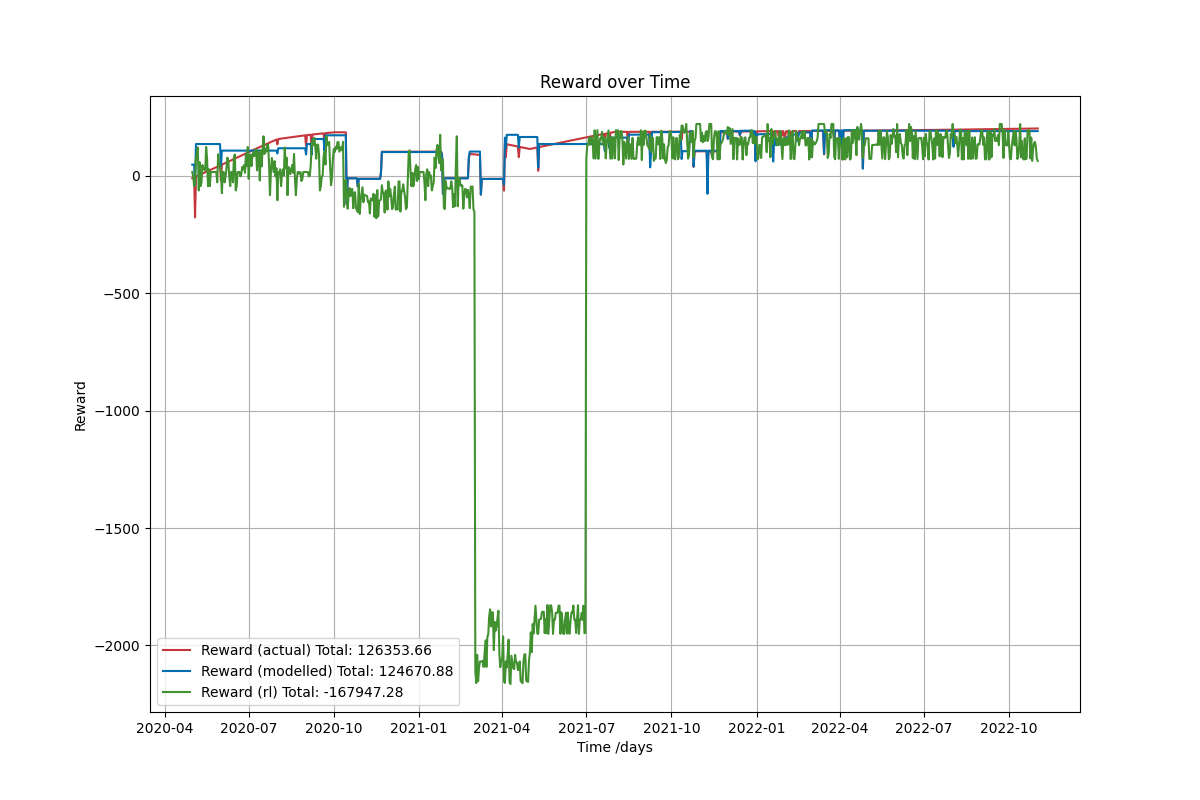 Reward over Time
Reward
0
−500
−1000
−1500
−2000
Reward (actual) Total: 126353.66
Reward (modelled) Total: 124670.88
Reward (rl) Total: -167947.28
2020-04 2020-07 2020-10 2021-01 2021-04 2021-07 2021-10 2022-01 2022-04 2022-07 2022-10
Time /days